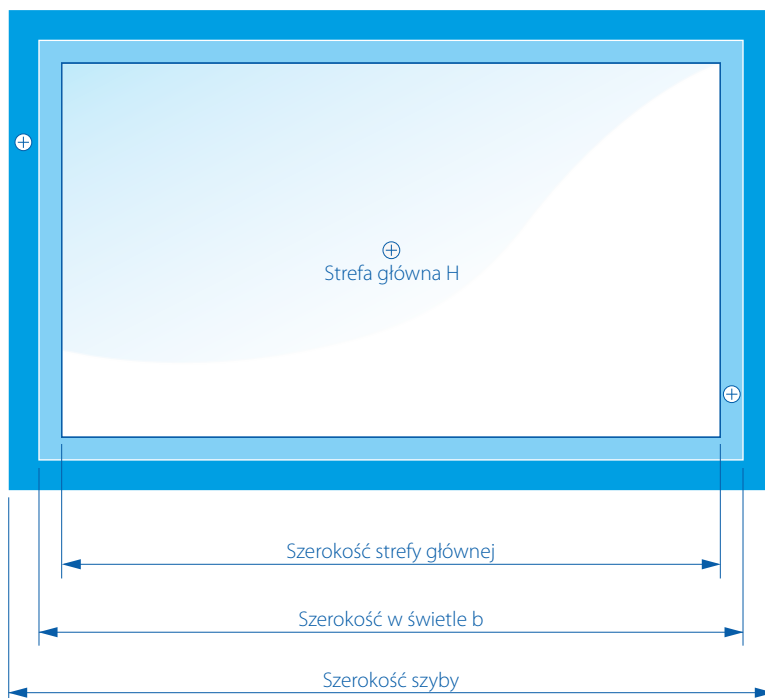 Strefa główna H
Szerokość strefy głównej
Szerokość w świetle b
Szerokość szyby